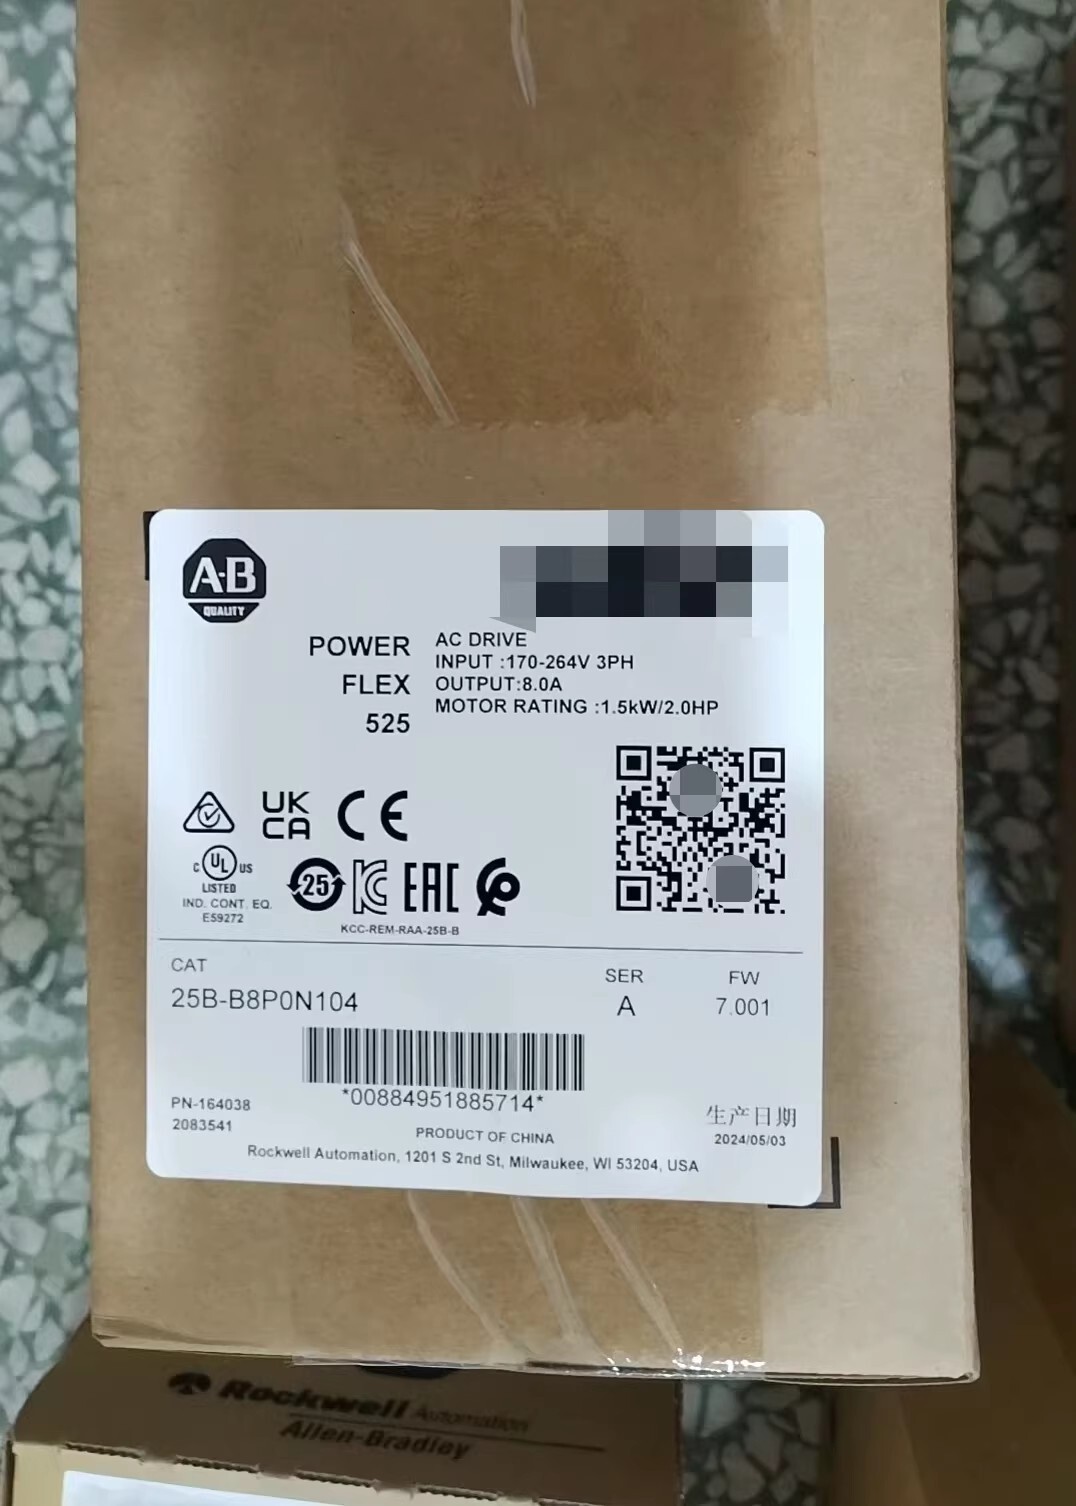 A-B
QUALITY
POWER
FLEX
525
AC DRIVE
INPUT :170-264V 3PH
OUTPUT:8.0A
MOTOR RATING :1.5kW/2.0HP
UK
CA
CE
C UL US
LISTED
IND. CONT. EQ.
E59272
25
EAC
KCC-REM-RAA-25B-B
CAT
25B-B8P0N104
SER
A
FW
7.001
*00884951885714*
PN-164038
2083541
生产日期
2024/05/03
PRODUCT OF CHINA
Rockwell Automation, 1201 S 2nd St, Milwaukee, WI 53204, USA
Rockwell Automation
Allen-Bradley